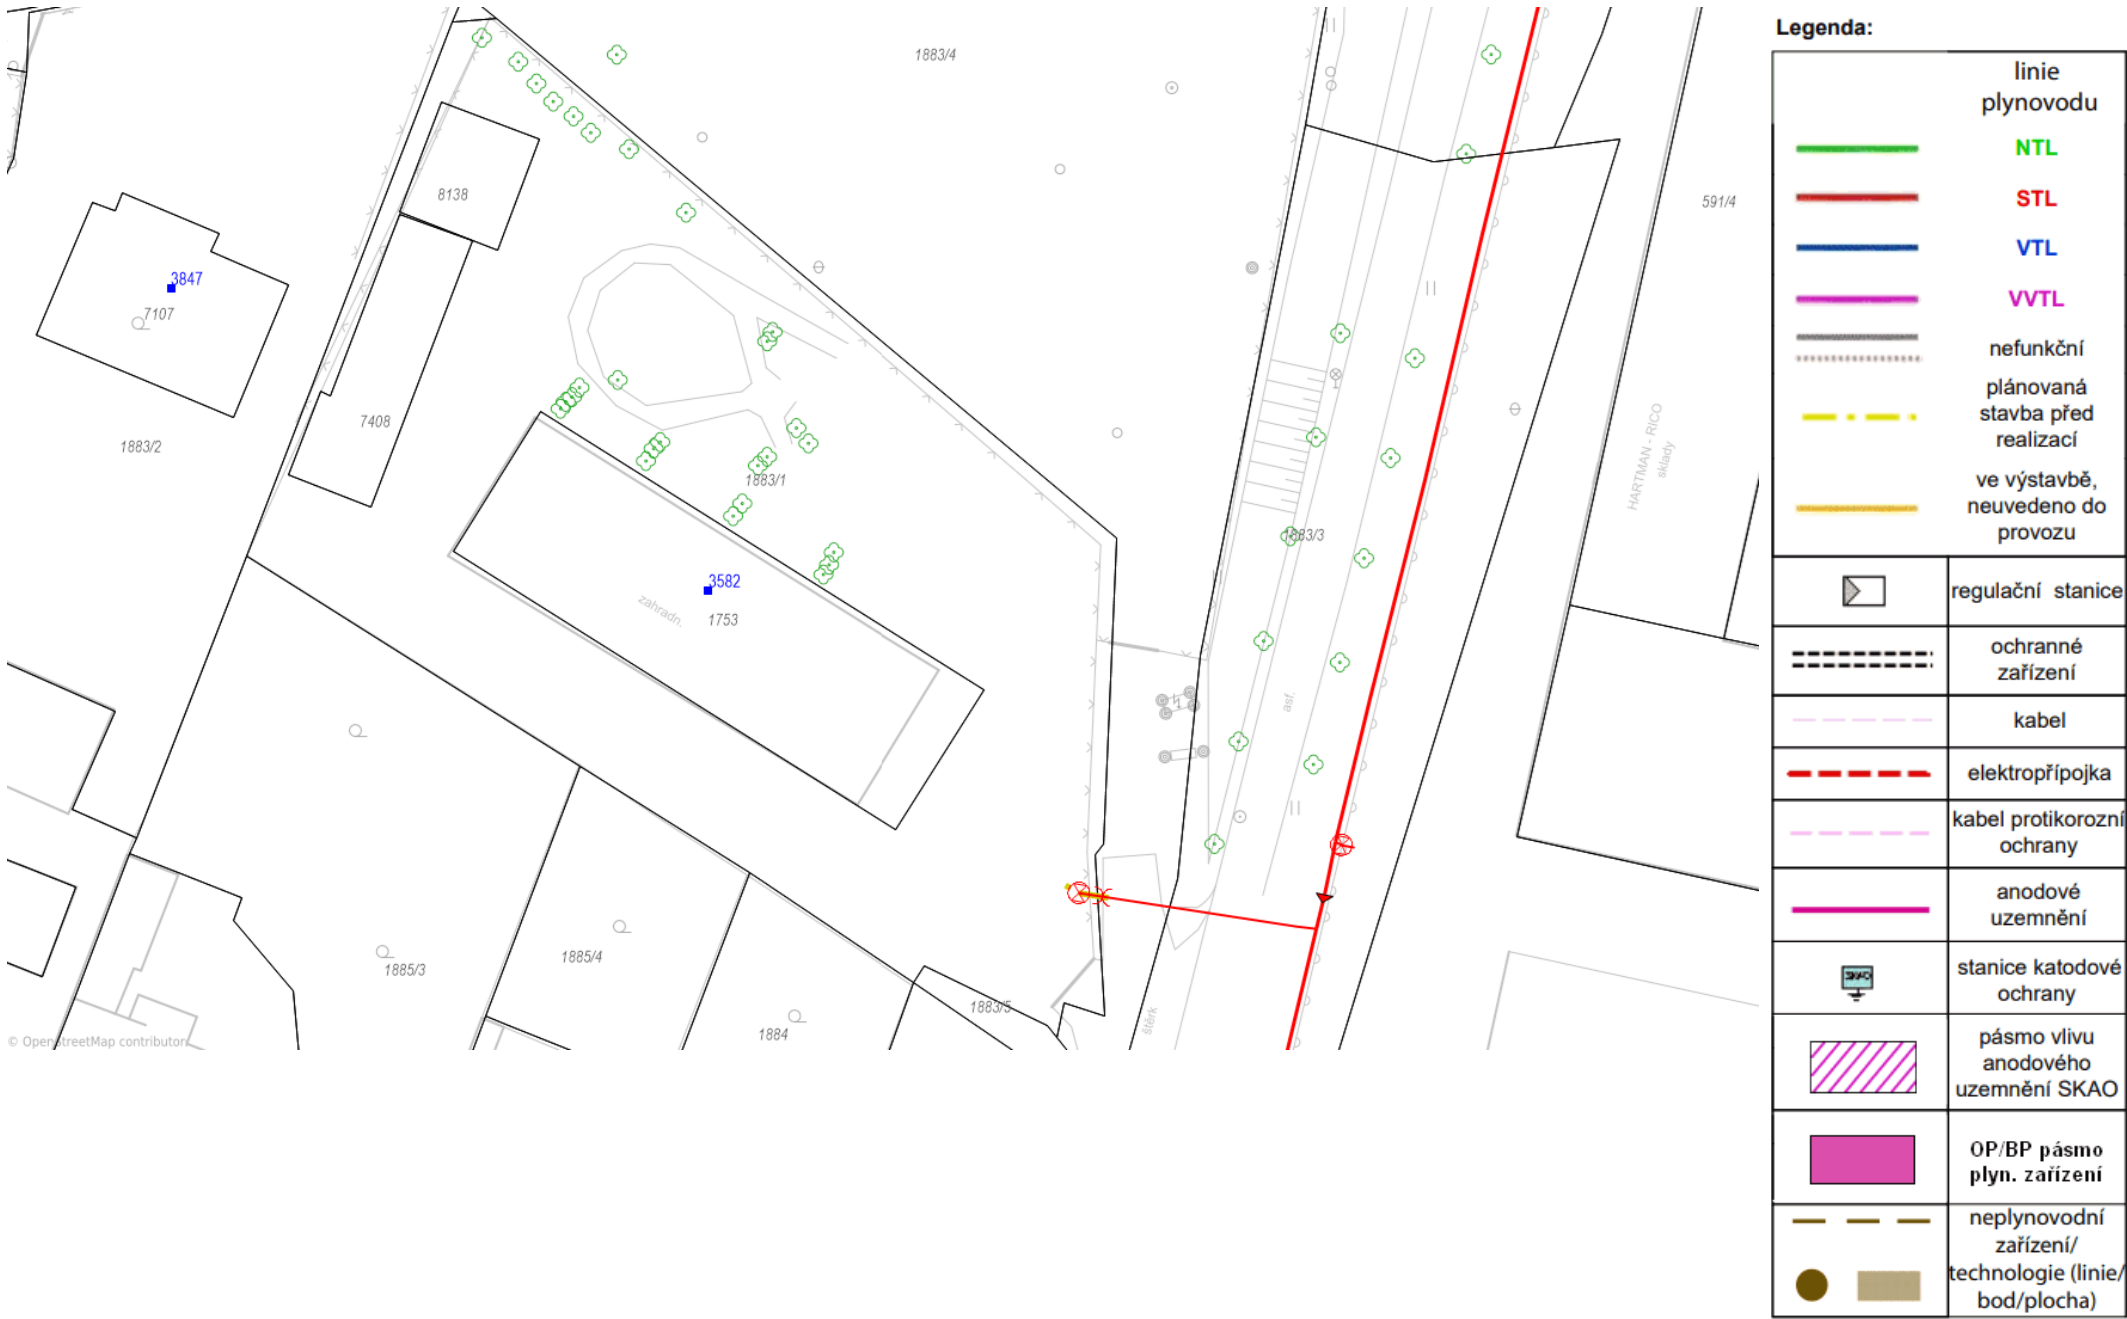 1883/4
8138
591/4
3847
7107
7408
1883/2
1883/1
1883/3
HARTMAN - RICO
sklady
3582
zahradn.
1753
asf.
1885/3
1885/4
1883/5
1884
štěrk
© OpenStreetMap contributors
Legenda:
linie
plynovodu
NTL
STL
VTL
VVTL
nefunkční
plánovaná
stavba před
realizací
ve výstavbě,
neuvedeno do
provozu
regulační stanice
ochranné
zařízení
kabel
elektropřípojka
kabel protikorozní
ochrany
anodové
uzemnění
SKAO
stanice katodové
ochrany
pásmo vlivu
anodového
uzemnění SKAO
OP/BP pásmo
plyn. zařízení
neplynovodní
zařízení/
technologie (linie/
bod/plocha)